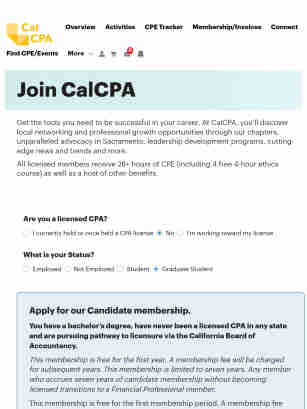 Cal
CPA
Overview Activities CPE Tracker Membership/Invoices Connect
Find CPE/Events More
Join CalCPA
Get the tools you need to be successful in your career. At CalCPA, you'll discover
local networking and professional growth opportunities through our chapters,
unparalleled advocacy in Sacramento, leadership development programs, cutting-
edge news and trends and more.
All licensed members receive 28+ hours of CPE (including 4 free 4-hour ethics
course) as well as a host of other benefits.
Are you a licensed CPA?
I currently hold or once held a CPA license No I'm working toward my license
What is your Status?
Employed Not Employed Student Graduate Student
Apply for our Candidate membership.
You have a bachelor's degree, have never been a licensed CPA in any state
and are pursuing pathway to licensure via the California Board of
Accountancy.
This membership is free for the first year. A membership fee will be charged
for subsequent years. This membership is limited to seven years. Any member
who accrues seven years of candidate membership without becoming
licensed transitions to a Financial Professional member.
This membership is free for the first membership period. A membership fee